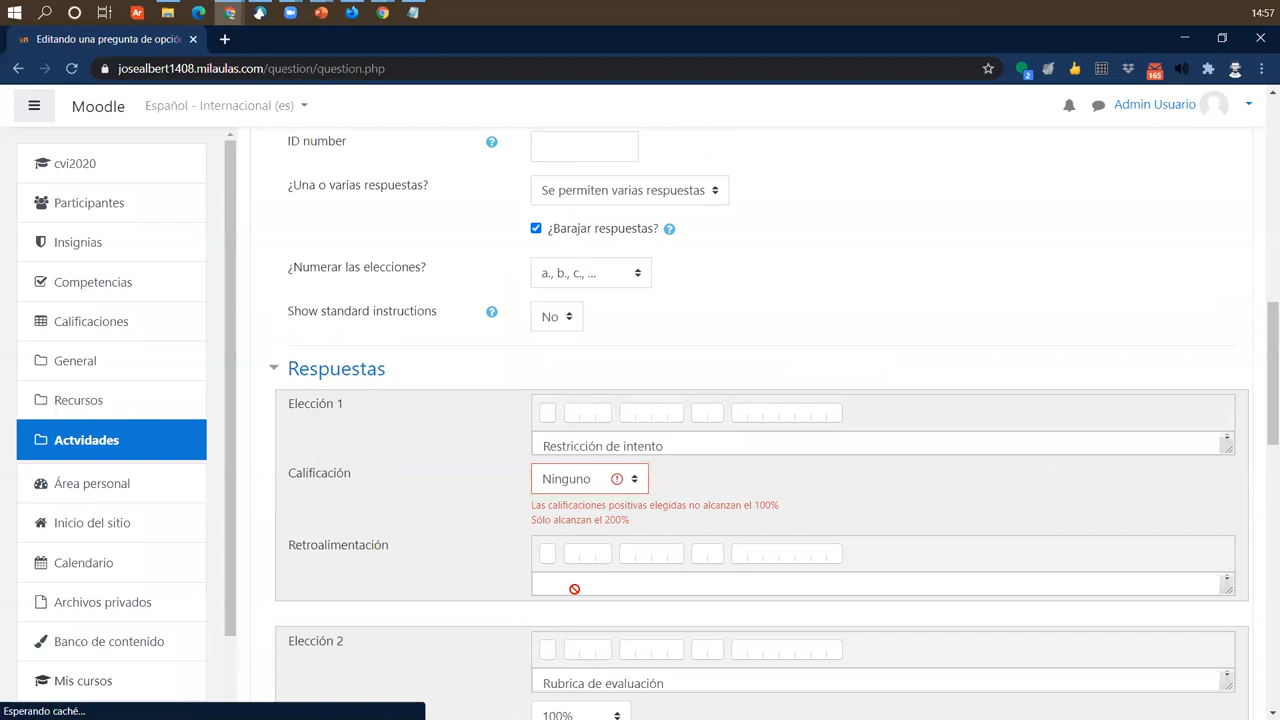 14:57
Editando una pregunta de opció
josealbert1408.milaulas.com/question/question.php
2
165
Moodle
Español - Internacional (es)
Admin Usuario
cvi2020
Participantes
Insignias
Competencias
Calificaciones
General
Recursos
Actvidades
Área personal
Inicio del sitio
Calendario
Archivos privados
Banco de contenido
Mis cursos
ID number
¿Una o varias respuestas?
Se permiten varias respuestas
¿Barajar respuestas?
¿Numerar las elecciones?
a., b., c., ...
Show standard instructions
No
Respuestas
Elección 1
Restricción de intento
Calificación
Ninguno
Las calificaciones positivas elegidas no alcanzan el 100%
Sólo alcanzan el 200%
Retroalimentación
Elección 2
Rubrica de evaluación
100%
Esperando caché...